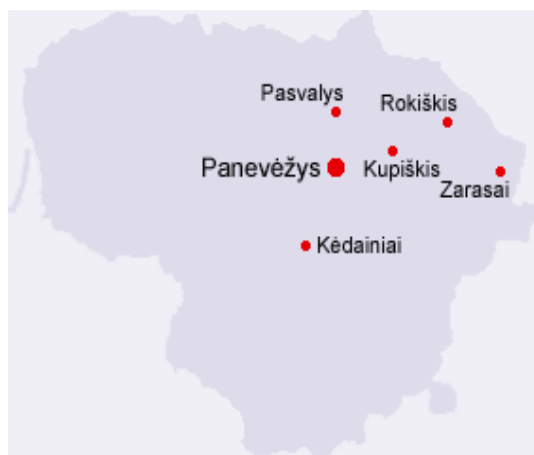 Pasvalys
Rokiškis
Panevėžys
Kupiškis
Zarasai
Kėdainiai